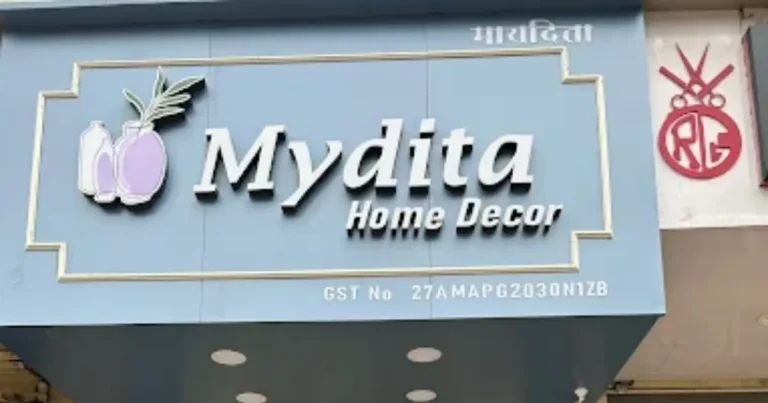 मायदिता
Mydita
Home Decor
GST No 27AMAPG2030N1ZB
RG